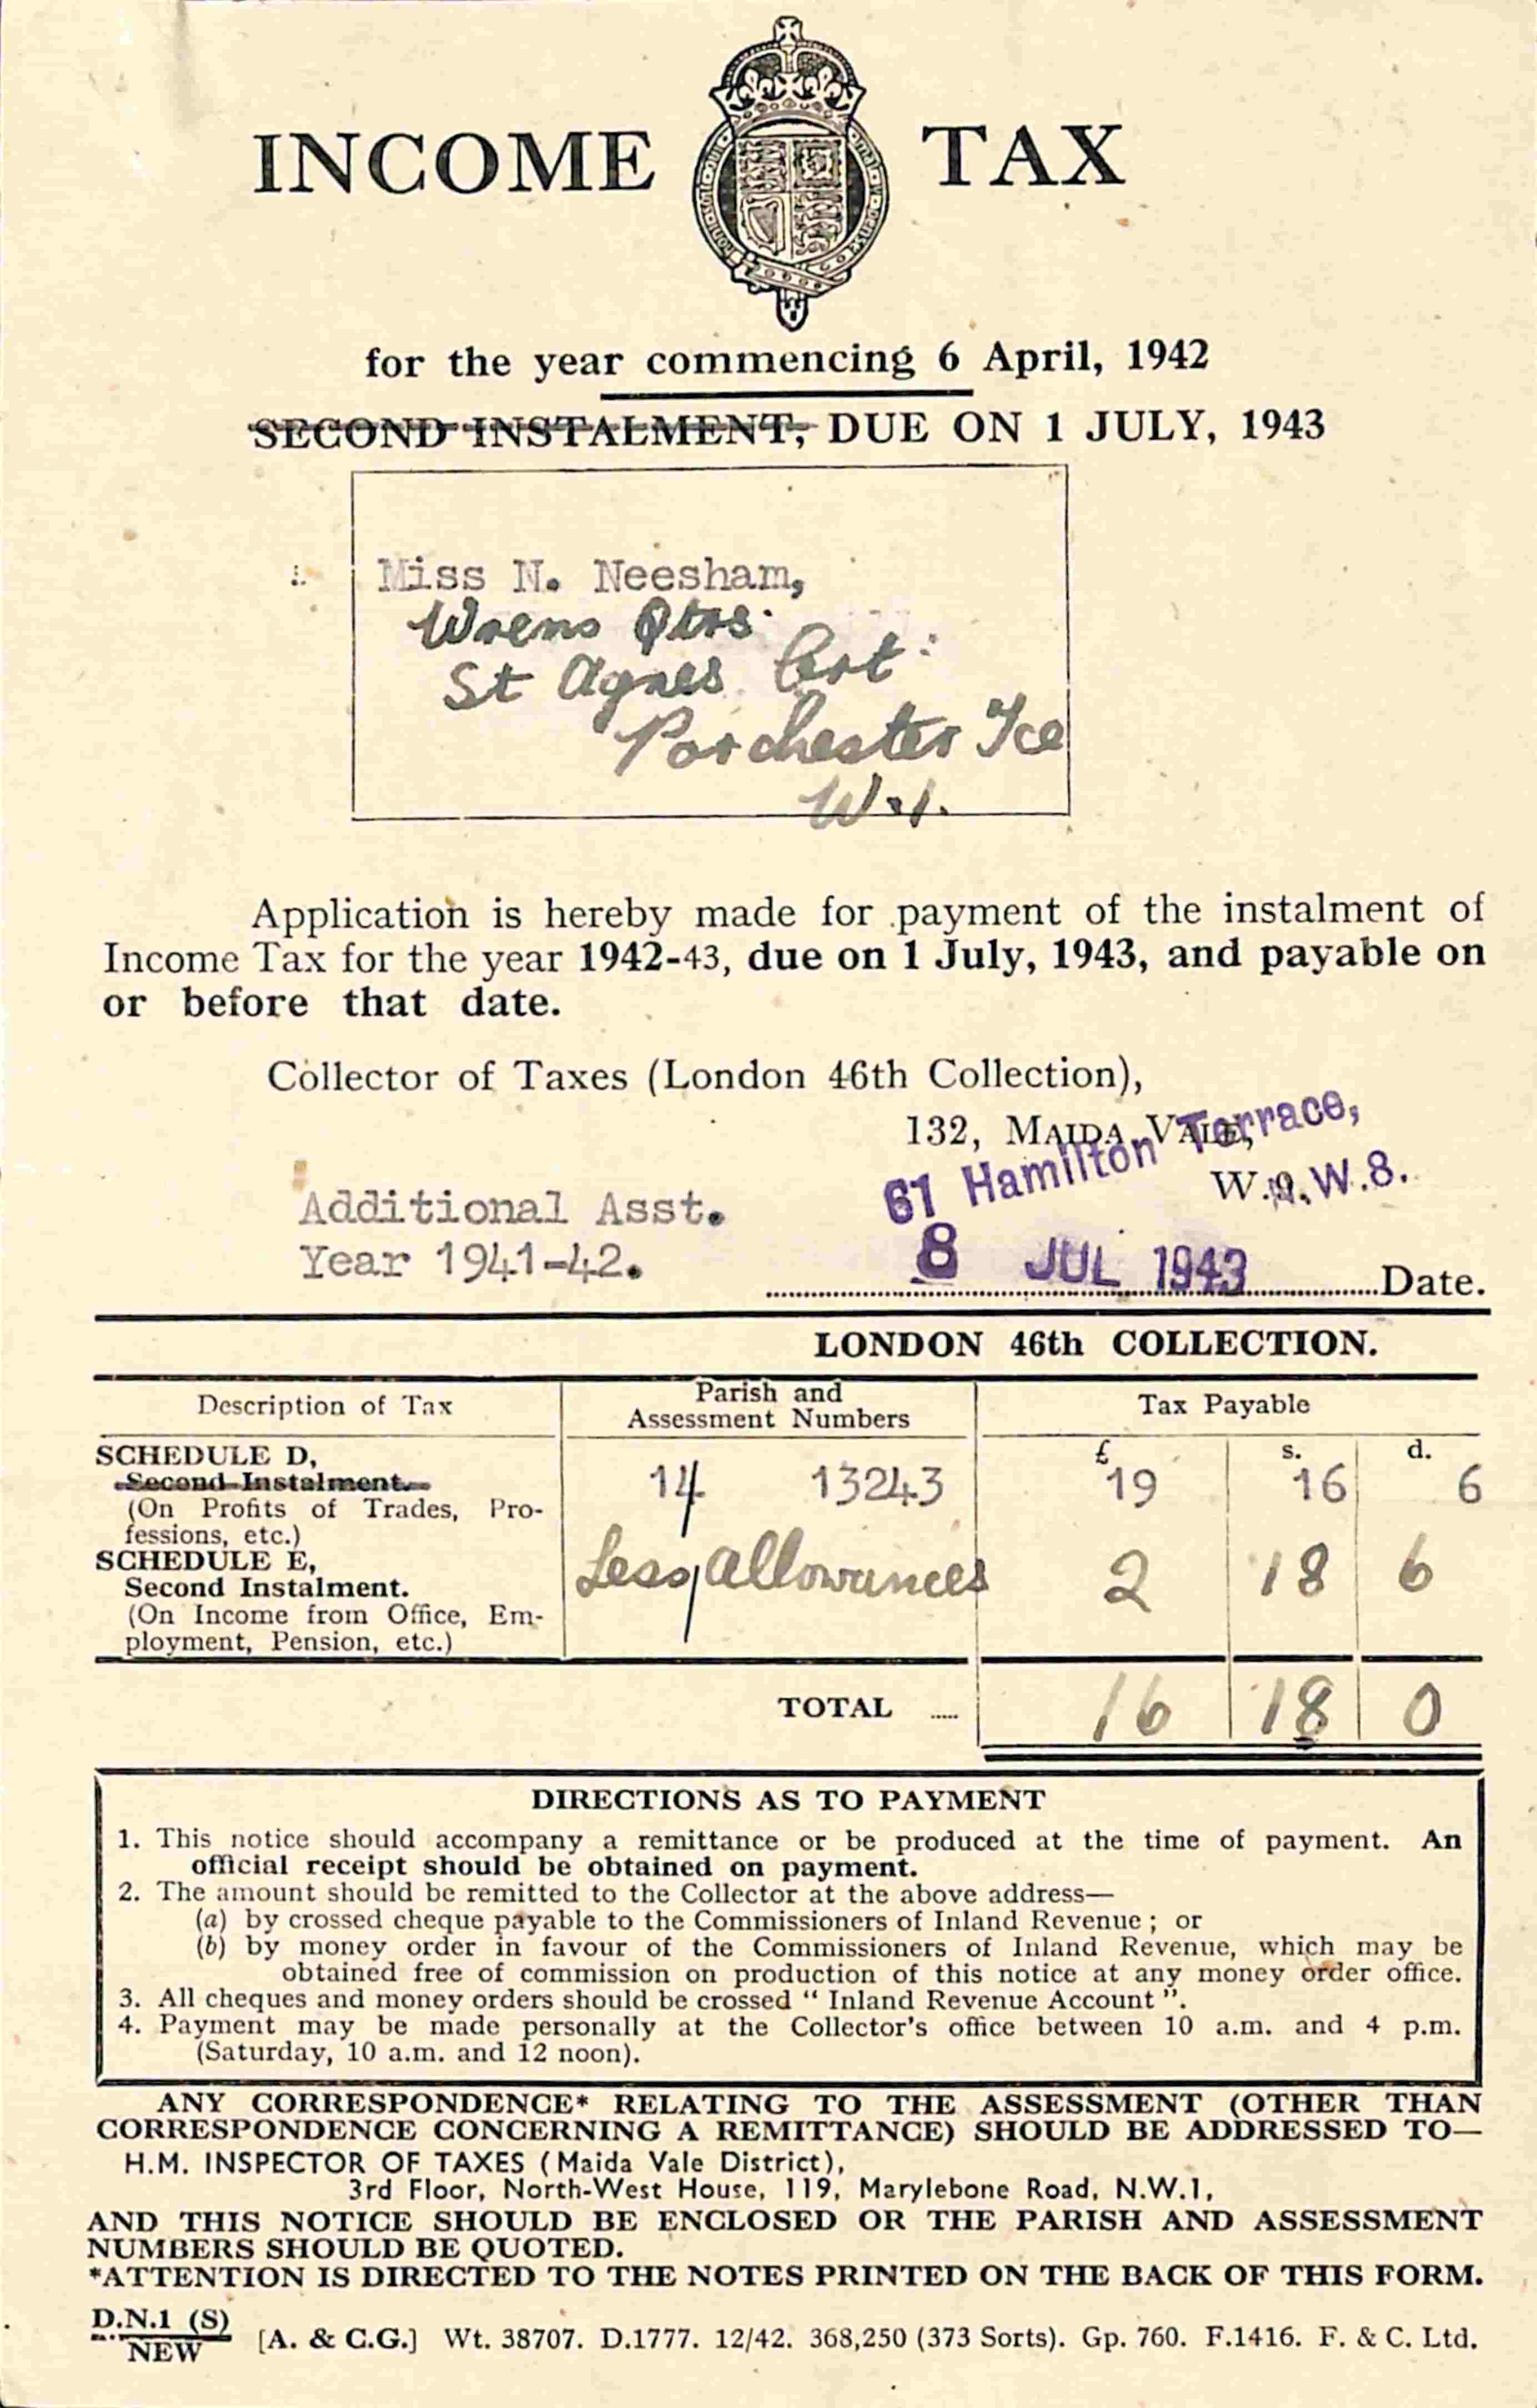 INCOME TAX
for the year commencing 6 April, 1942
SECOND INSTALMENT, DUE ON 1 JULY, 1943
Miss N. Neesham,
Wrens Qtrs.
St Agnes Crt:
Porchester Tce
W.1.
Application is hereby made for payment of the instalment of
Income Tax for the year 1942-43, due on 1 July, 1943, and payable on
or before that date.
Collector of Taxes (London 46th Collection),
132, MAIDA VALE,
61 Hamilton Terrace,
W.9.
N.W.8.
Additional Asst.
Year 1941-42.
8 JUL 1943 Date.
LONDON 46th COLLECTION.
Description of Tax
Parish and
Assessment Numbers
Tax Payable
£ s. d.
SCHEDULE D,
Second Instalment.
(On Profits of Trades, Pro-
fessions, etc.)
14 13243 19 16 6
SCHEDULE E,
Second Instalment.
(On Income from Office, Em-
ployment, Pension, etc.)
Less Allowances 2 18 6
TOTAL ..... 16 18 0
DIRECTIONS AS TO PAYMENT
1. This notice should accompany a remittance or be produced at the time of payment. An
official receipt should be obtained on payment.
2. The amount should be remitted to the Collector at the above address—
(a) by crossed cheque payable to the Commissioners of Inland Revenue ; or
(b) by money order in favour of the Commissioners of Inland Revenue, which may be
obtained free of commission on production of this notice at any money order office.
3. All cheques and money orders should be crossed “ Inland Revenue Account ”.
4. Payment may be made personally at the Collector's office between 10 a.m. and 4 p.m.
(Saturday, 10 a.m. and 12 noon).
ANY CORRESPONDENCE* RELATING TO THE ASSESSMENT (OTHER THAN
CORRESPONDENCE CONCERNING A REMITTANCE) SHOULD BE ADDRESSED TO—
H.M. INSPECTOR OF TAXES (Maida Vale District),
3rd Floor, North-West House, 119, Marylebone Road, N.W.1,
AND THIS NOTICE SHOULD BE ENCLOSED OR THE PARISH AND ASSESSMENT
NUMBERS SHOULD BE QUOTED.
*ATTENTION IS DIRECTED TO THE NOTES PRINTED ON THE BACK OF THIS FORM.
D.N.1 (S)
NEW
[A. & C.G.] Wt. 38707. D.1777. 12/42. 368,250 (373 Sorts). Gp. 760. F.1416. F. & C. Ltd.